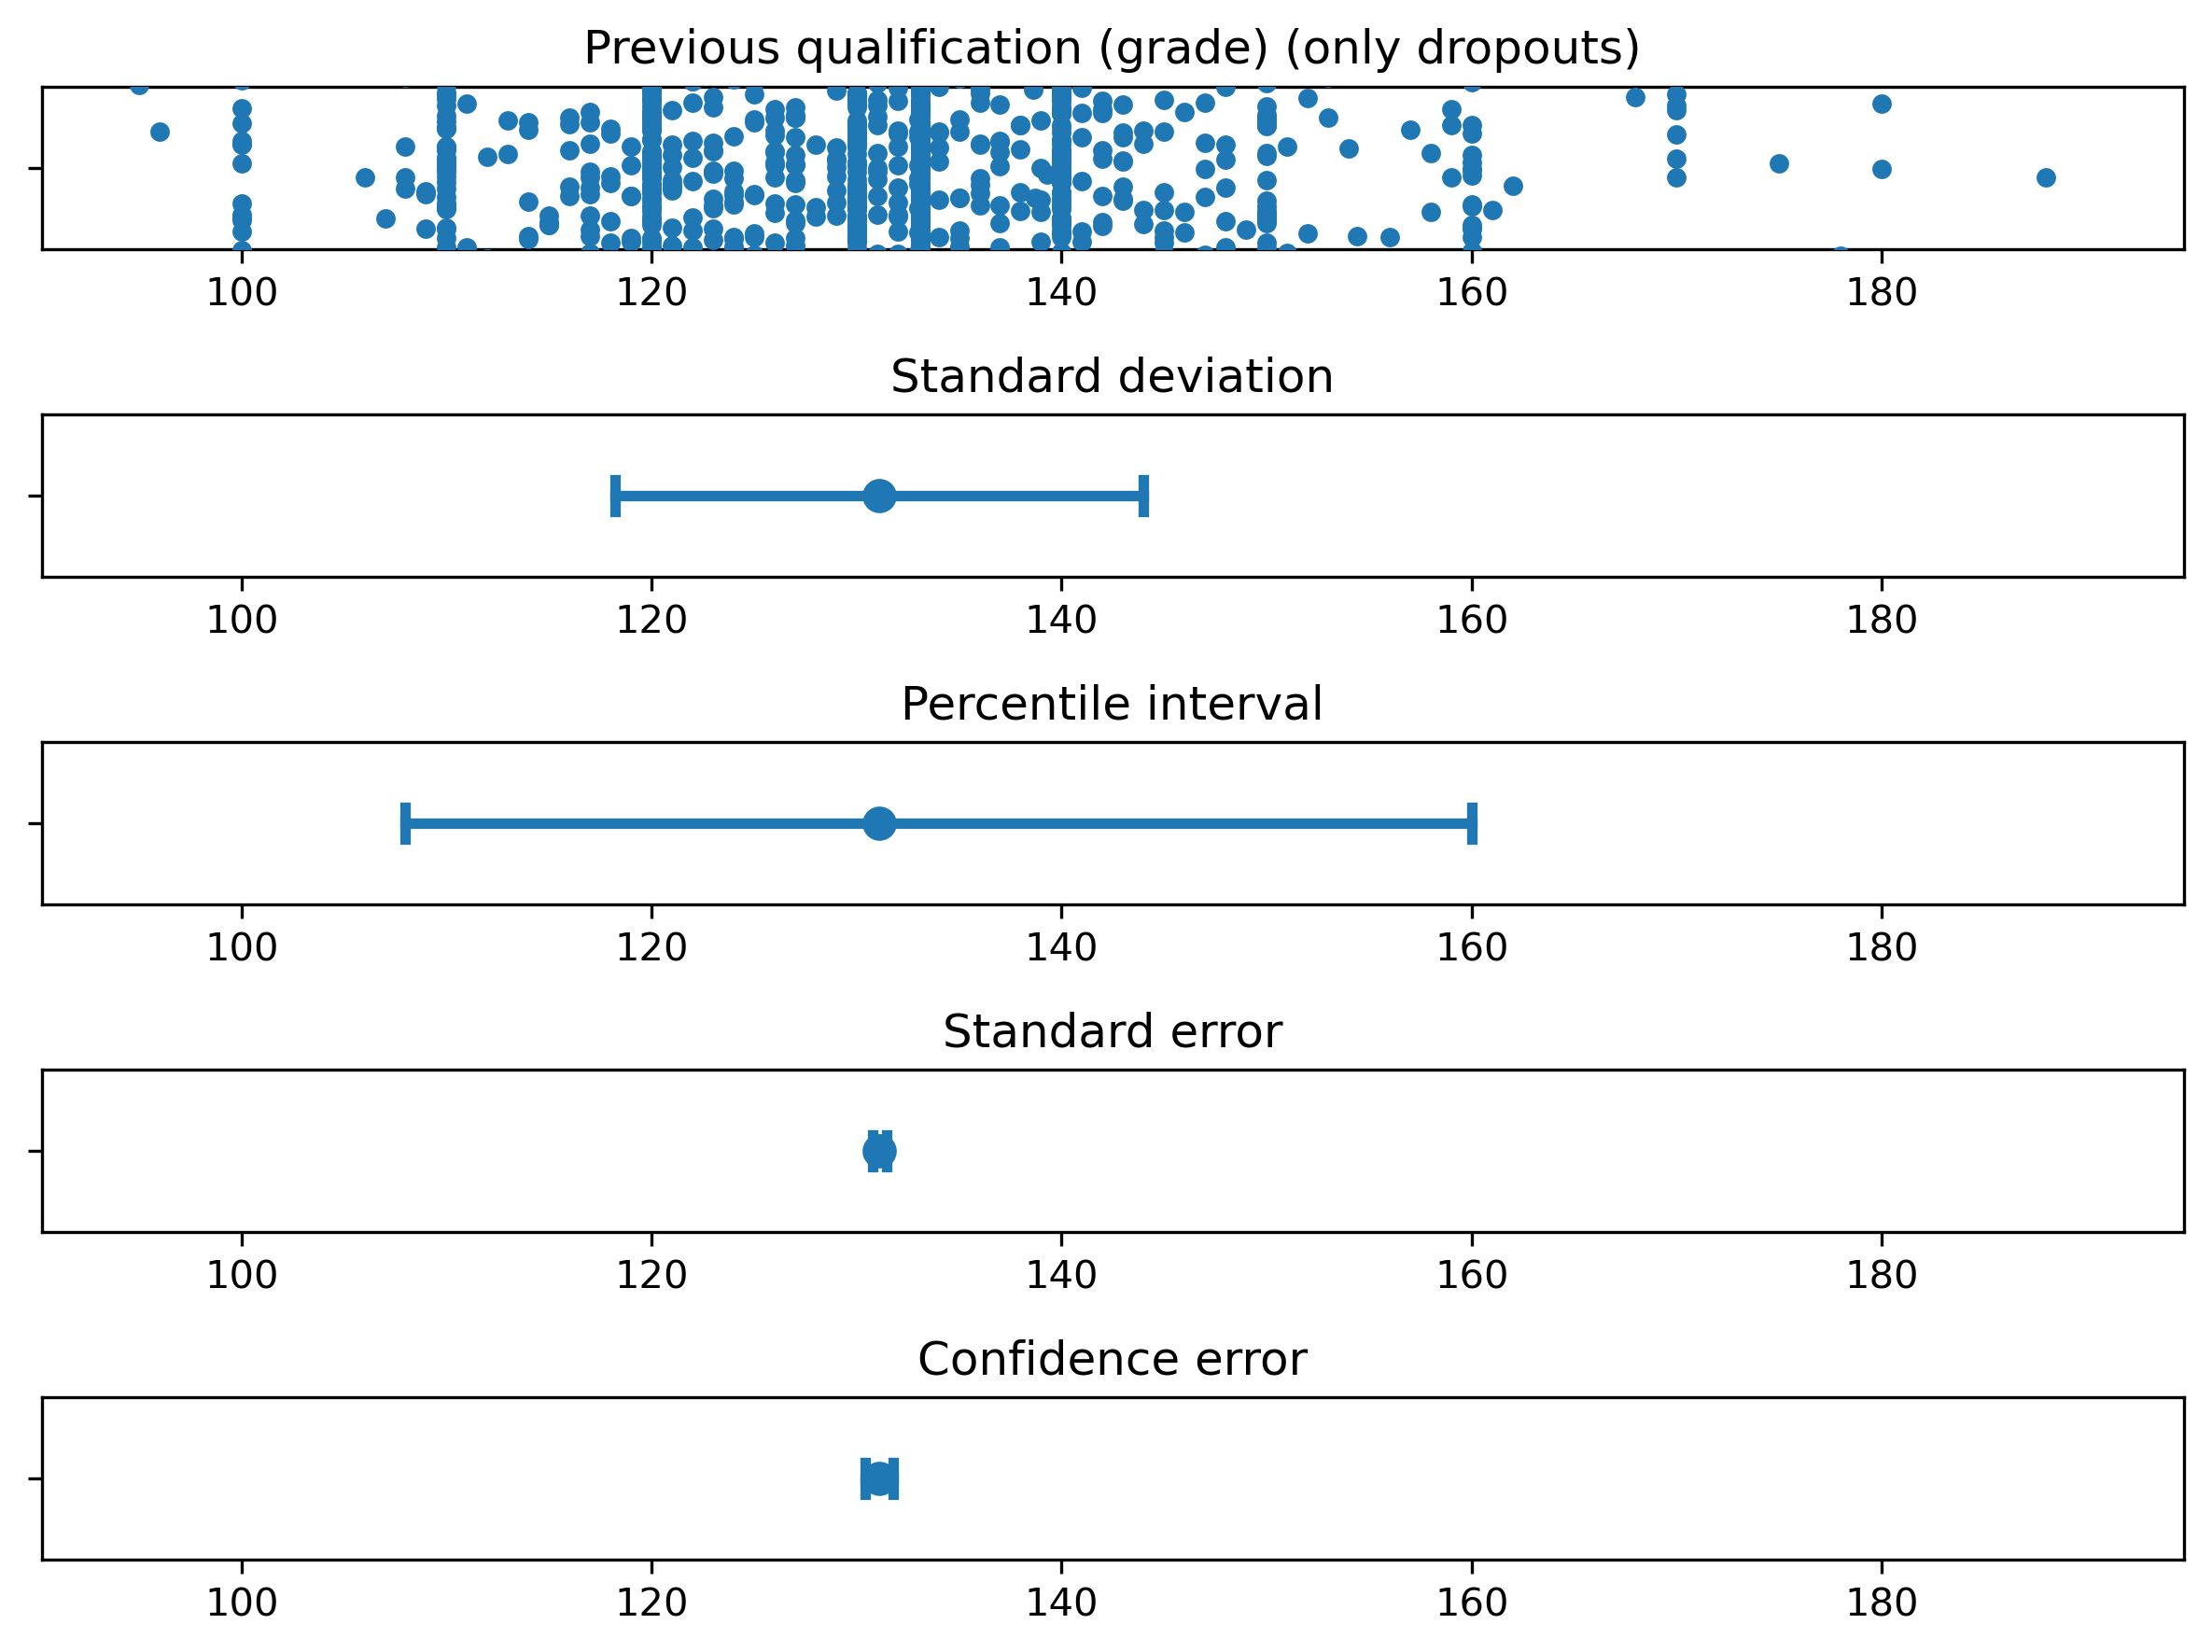 Previous qualification (grade) (only dropouts)
100 120 140 160 180
Standard deviation
100 120 140 160 180
Percentile interval
100 120 140 160 180
Standard error
100 120 140 160 180
Confidence error
100 120 140 160 180